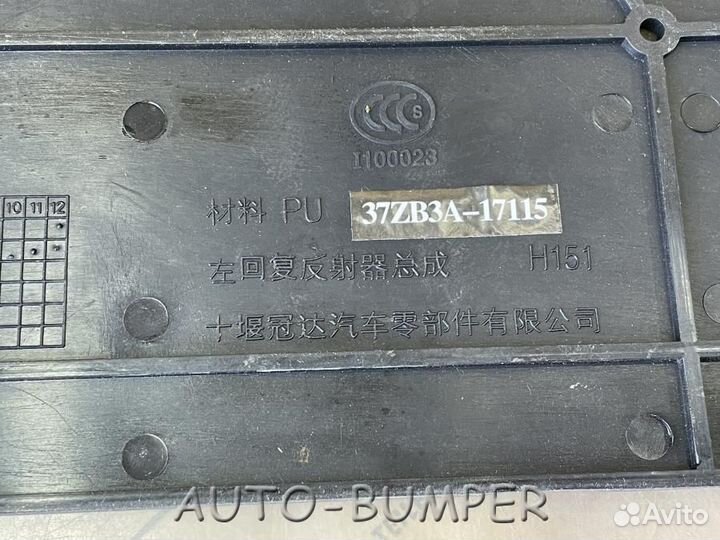 CCC S
I100023
材料 PU 37ZB3A-17115
左回复反射器总成 H151
十堰冠达汽车零部件有限公司
10 11 12
AUTO-BUMPER
Avito